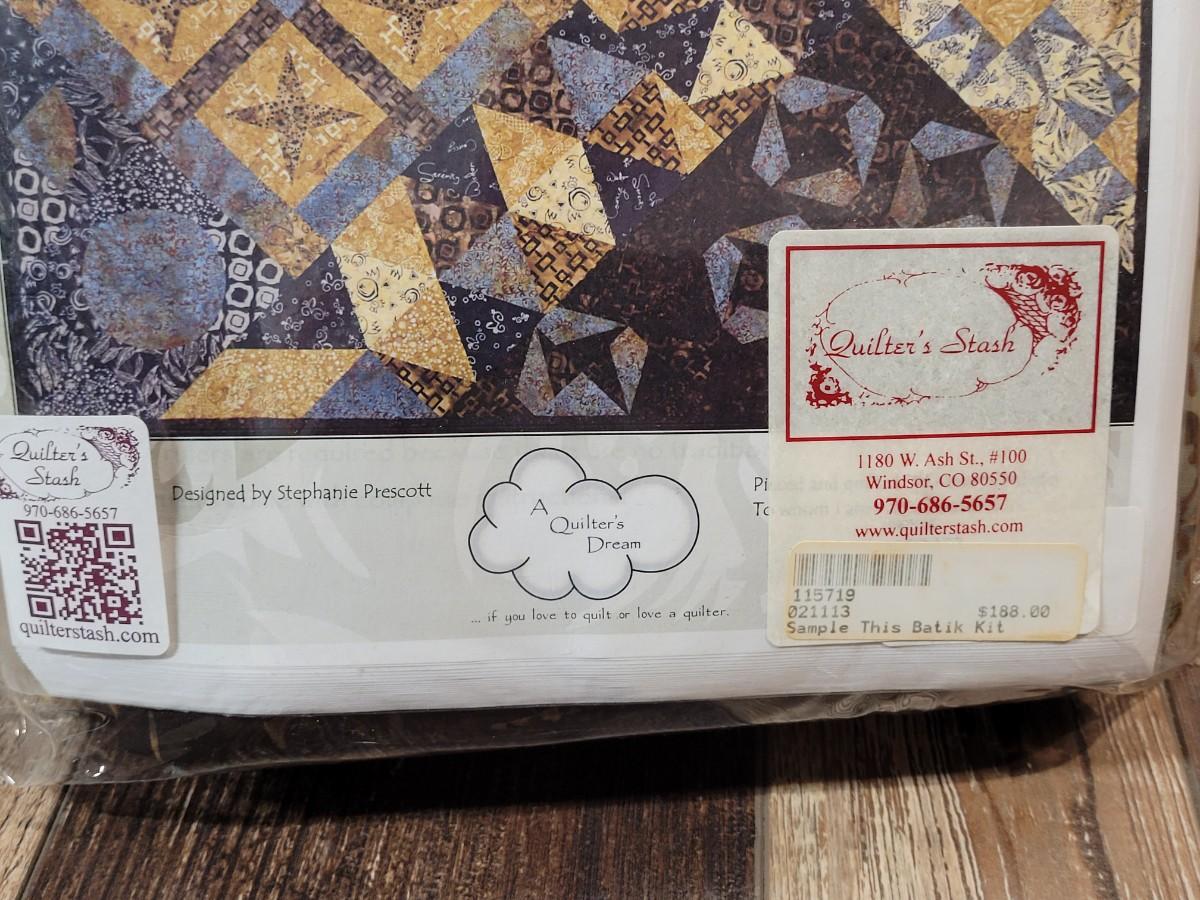 Serenity
Quilter's Stash
1180 W. Ash St., #100
Windsor, CO 80550
970-686-5657
www.quilterstash.com
115719
021113 $188.00
Sample This Batik Kit
Quilter's
Stash
970-686-5657
quilterstash.com
Designed by Stephanie Prescott
A
Quilter's
Dream
... if you love to quilt or love a quilter.